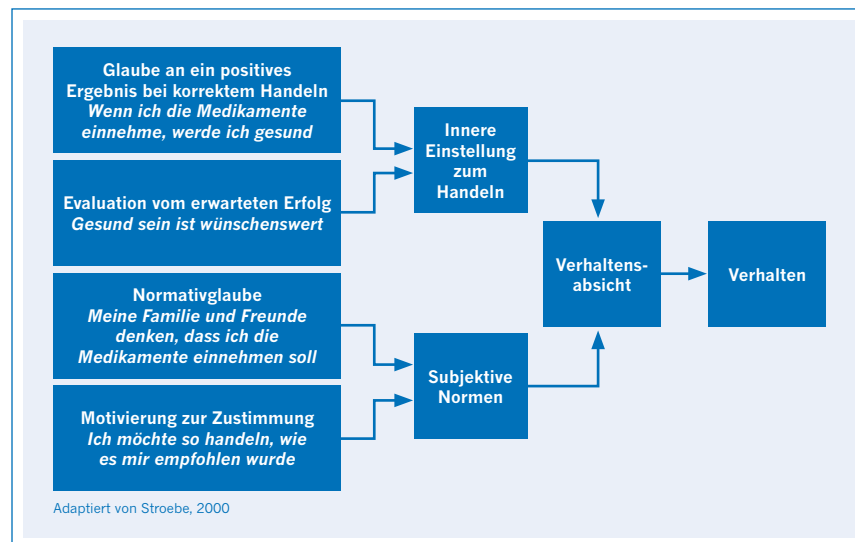 Glaube an ein positives
Ergebnis bei korrektem Handeln
Wenn ich die Medikamente
einnehme, werde ich gesund
Evaluation vom erwarteten Erfolg
Gesund sein ist wünschenswert
Normativglaube
Meine Familie und Freunde
denken, dass ich die
Medikamente einnehmen soll
Motivierung zur Zustimmung
Ich möchte so handeln, wie
es mir empfohlen wurde
Innere
Einstellung
zum
Handeln
Subjektive
Normen
Verhaltens-
absicht
Verhalten
Adaptiert von Stroebe, 2000